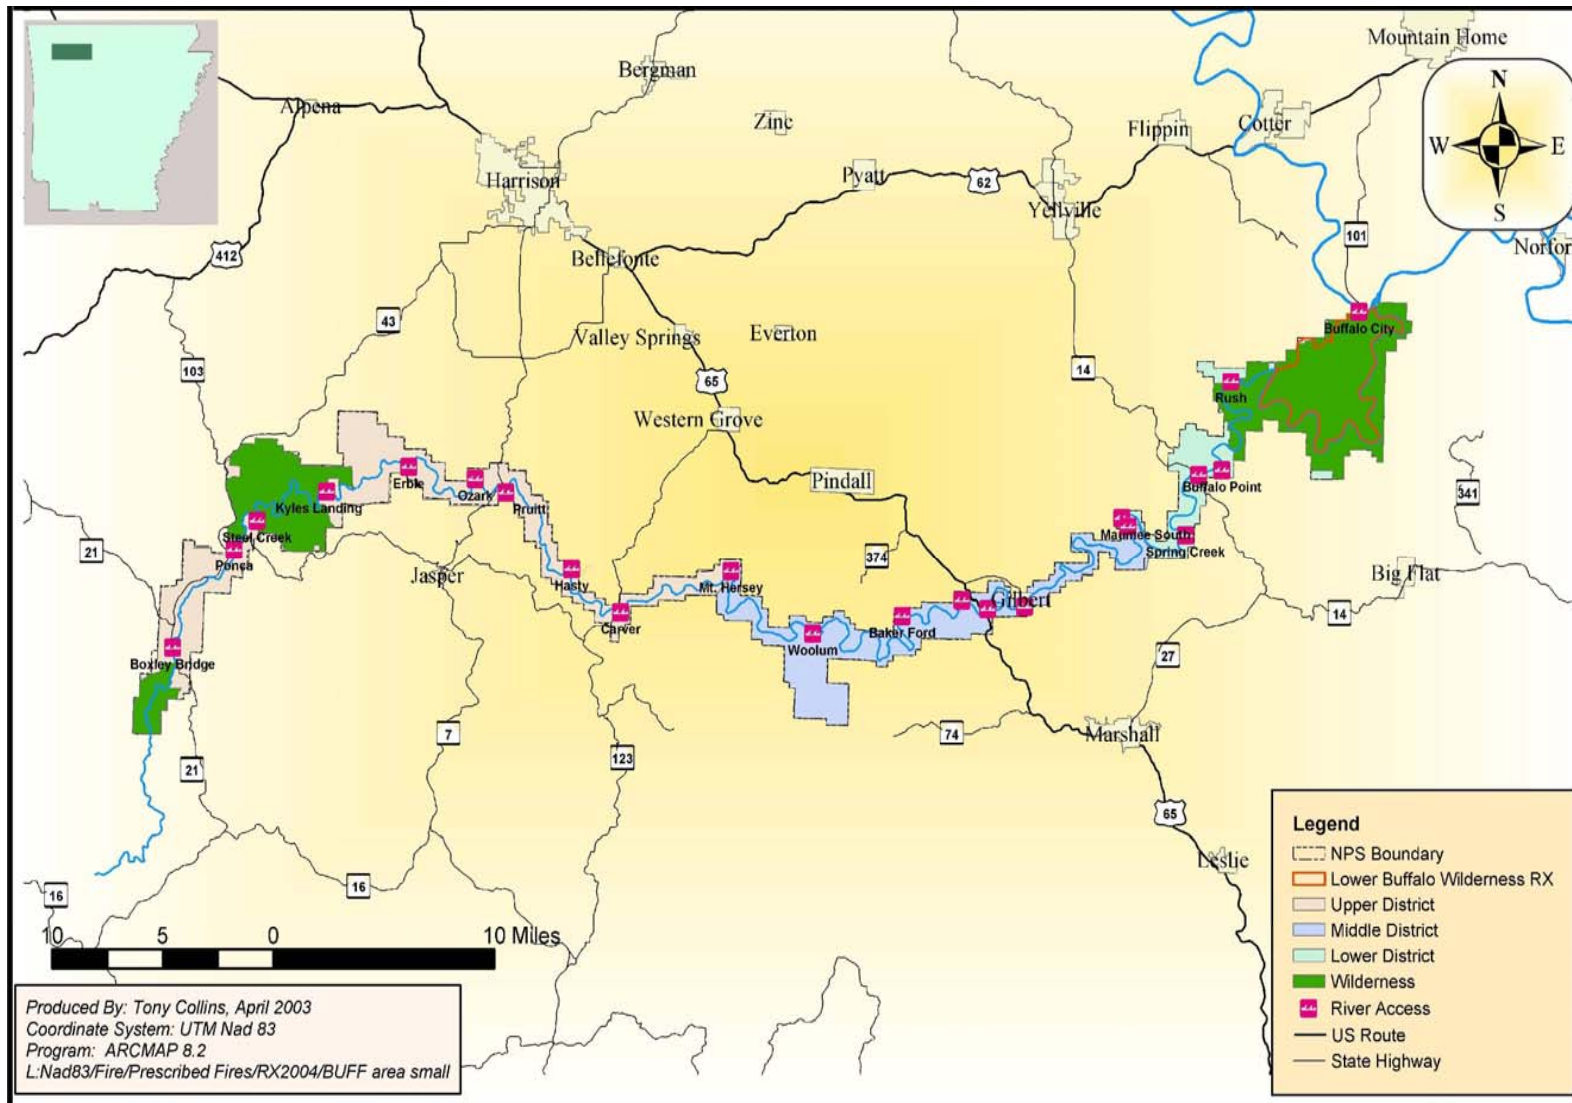 Mountain Home
Bergman
Alpena
Zinc
Flippin
Cotter
N
W
E
S
Harrison
Pyatt
62
Yellville
412
Bellefonte
101
Norfor
43
Valley Springs
Everton
Buffalo City
103
65
14
Rush
Western Grove
Erbie
Ozark
Pruitt
Pindall
Buffalo Point
341
Kyles Landing
Steel Creek
Ponca
21
Maumee South
Spring Creek
374
Jasper
Hasty
Mt. Hersey
Big Flat
Gilbert
Carver
Baker Ford
14
Woolum
Boxley Bridge
27
7
74
Marshall
123
21
65
Leslie
16
16
10 5 0 10 Miles
Legend
NPS Boundary
Lower Buffalo Wilderness RX
Upper District
Middle District
Lower District
Wilderness
River Access
US Route
State Highway
Produced By: Tony Collins, April 2003
Coordinate System: UTM Nad 83
Program: ARCMAP 8.2
L:Nad83/Fire/Prescribed Fires/RX2004/BUFF area small